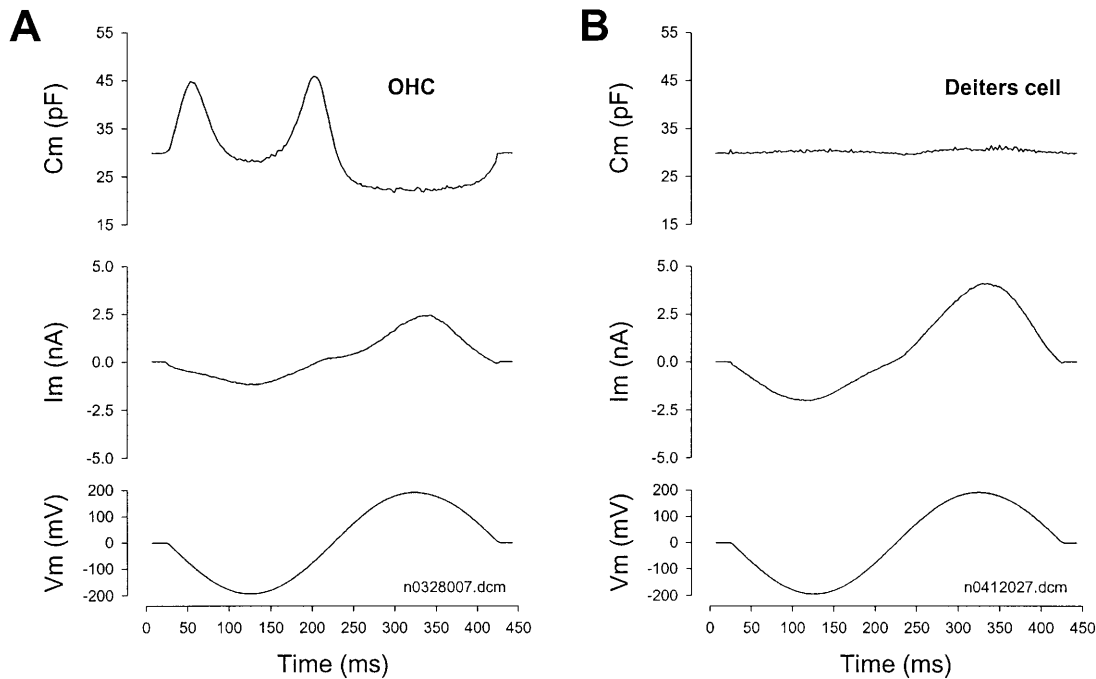 A
B
55
45
35
25
15
Cm (pF)
OHC
55
45
35
25
15
Cm (pF)
Deiters cell
5.0
2.5
0.0
-2.5
-5.0
Im (nA)
5.0
2.5
0.0
-2.5
-5.0
Im (nA)
200
100
0
-100
-200
Vm (mV)
n0328007.dcm
0 50 100 150 200 250 300 350 400 450
Time (ms)
200
100
0
-100
-200
Vm (mV)
n0412027.dcm
0 50 100 150 200 250 300 350 400 450
Time (ms)